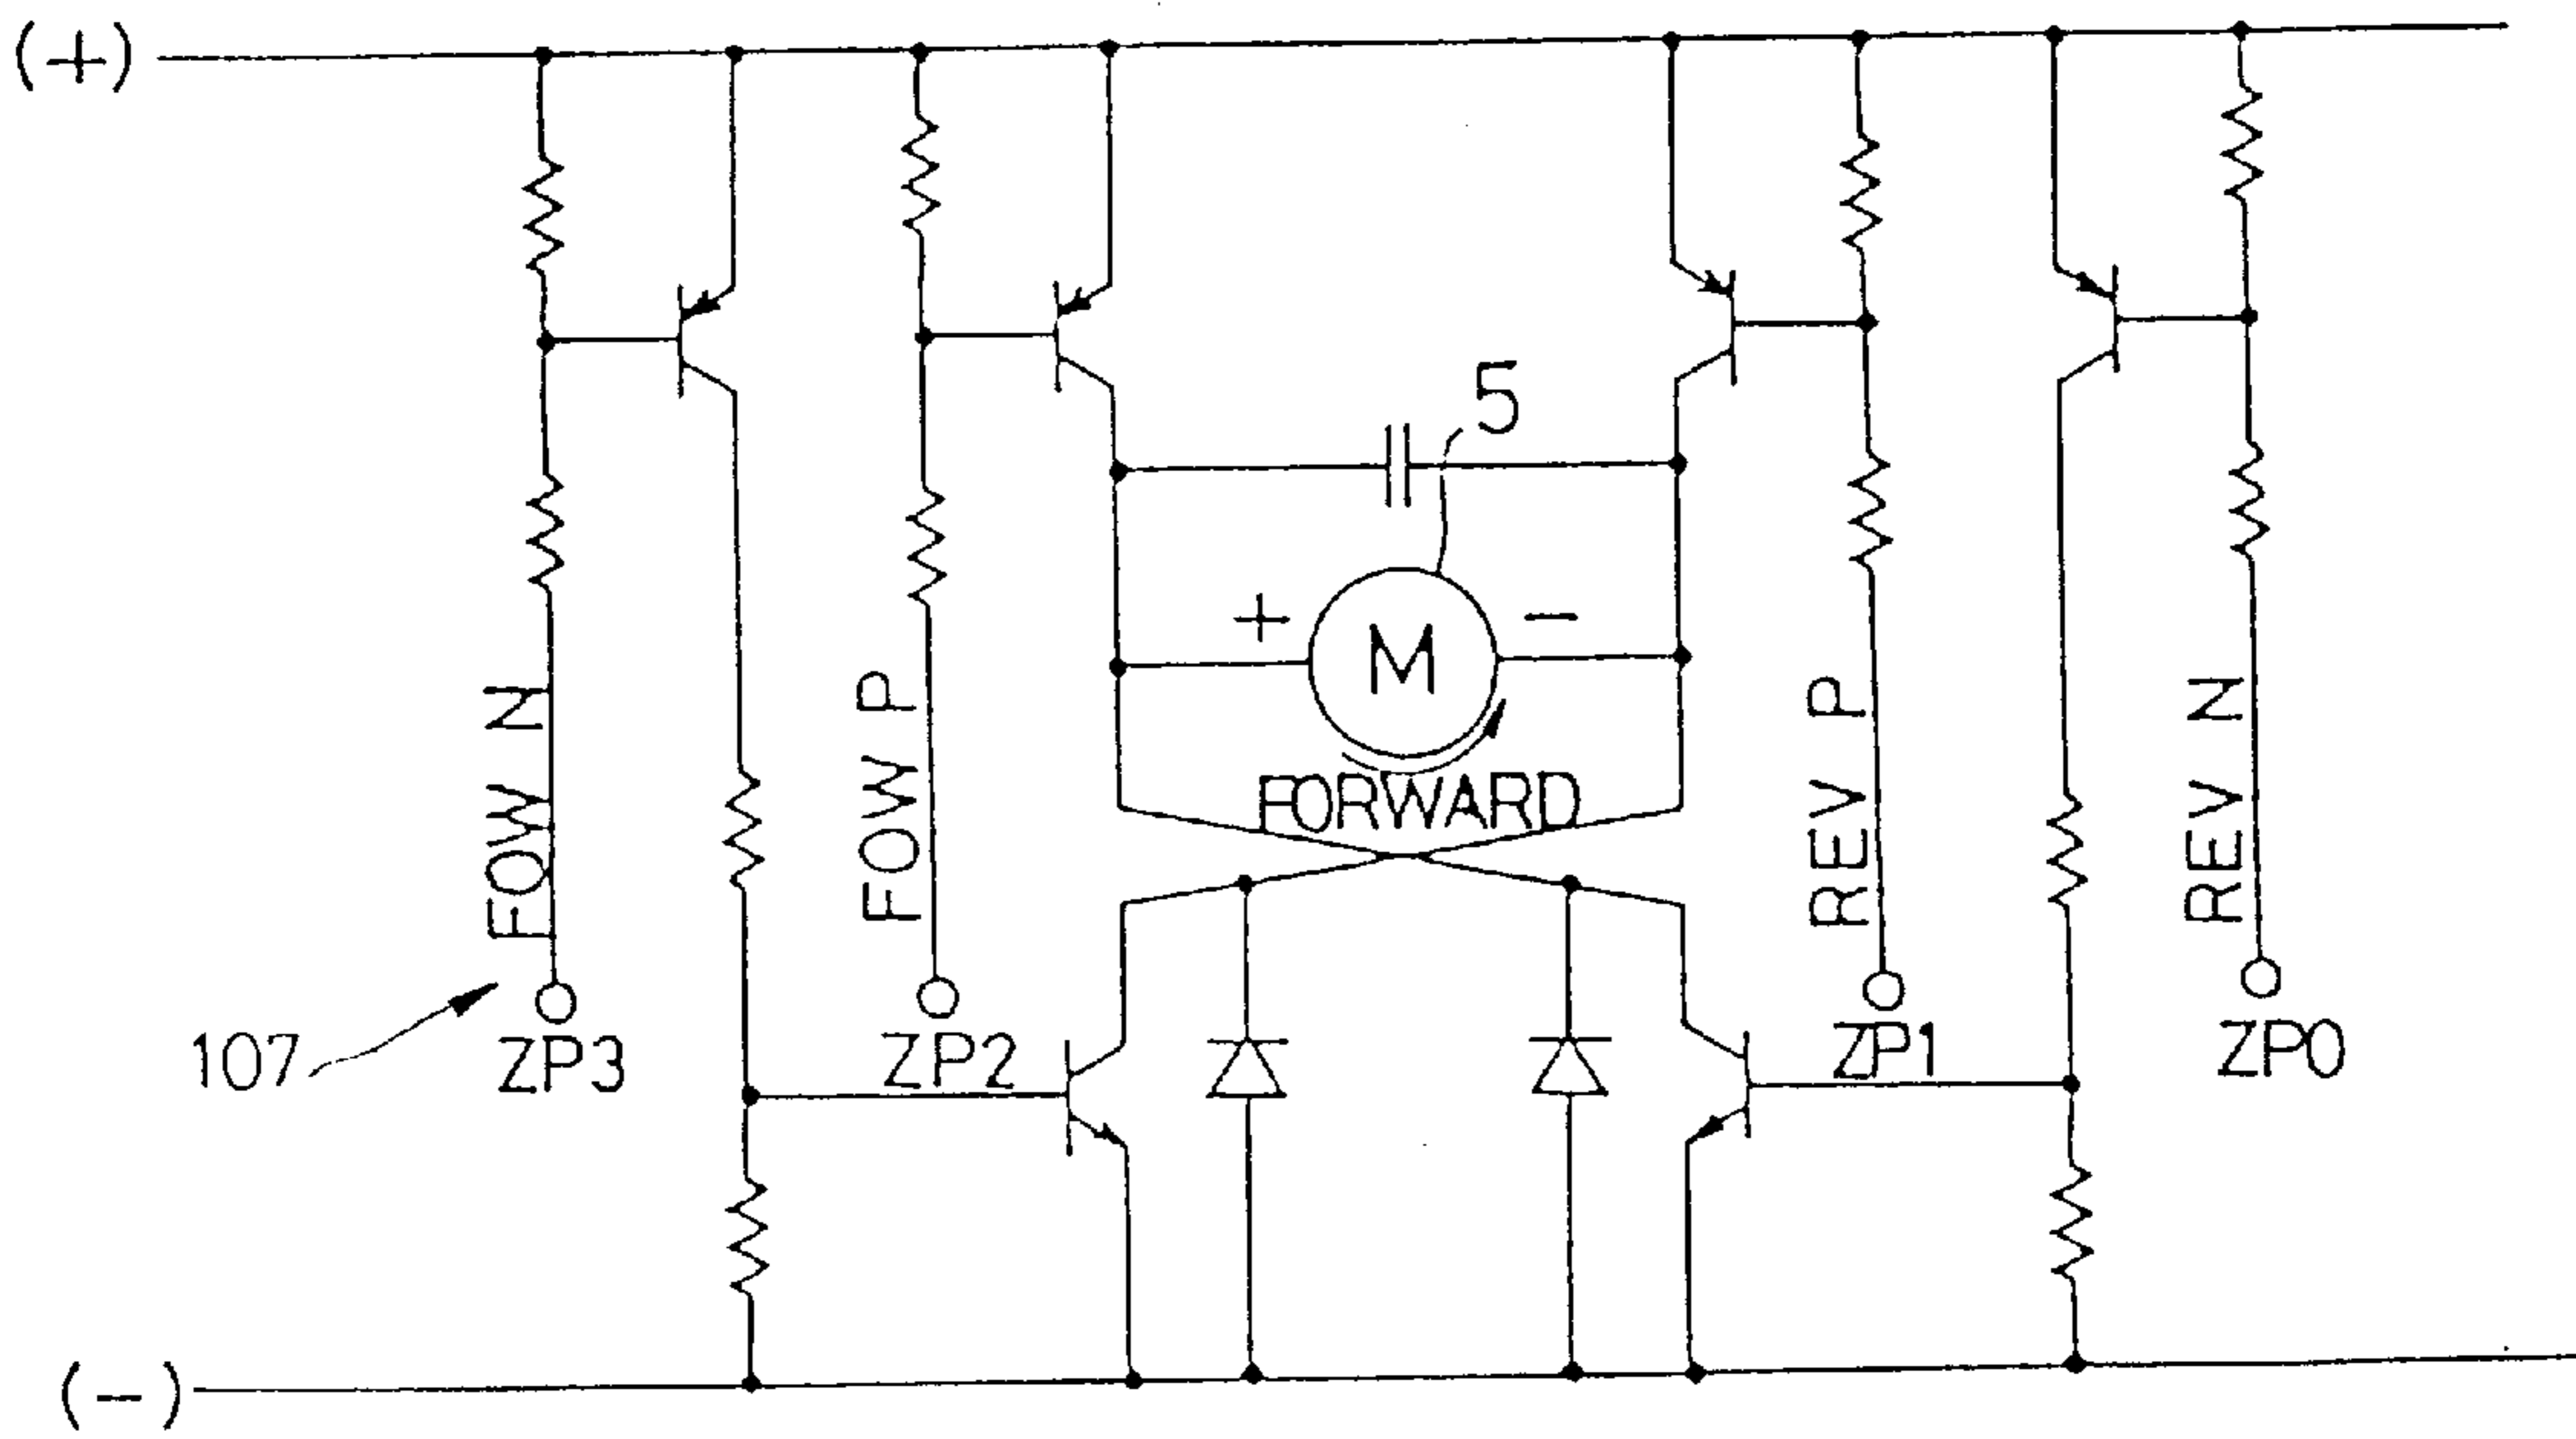 (+)
5
+
−
M
FORWARD
FOW N
FOW P
REV P
REV N
107
ZP3
ZP2
ZP1
ZP0
(−)